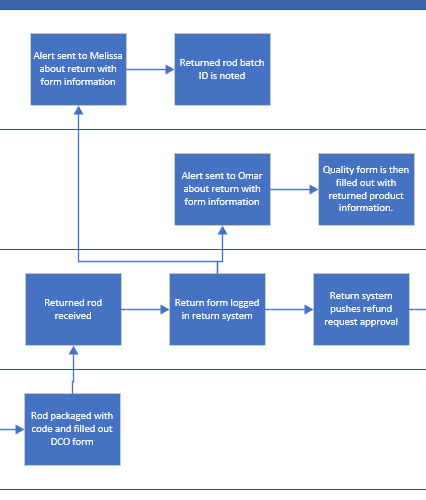 Alert sent to Melissa
about return with
form information
Returned rod batch
ID is noted
Alert sent to Omar
about return with
form information
Quality form is then
filled out with
returned product
information.
Returned rod
received
Return form logged
in return system
Return system
pushes refund
request approval
Rod packaged with
code and filled out
DCO form